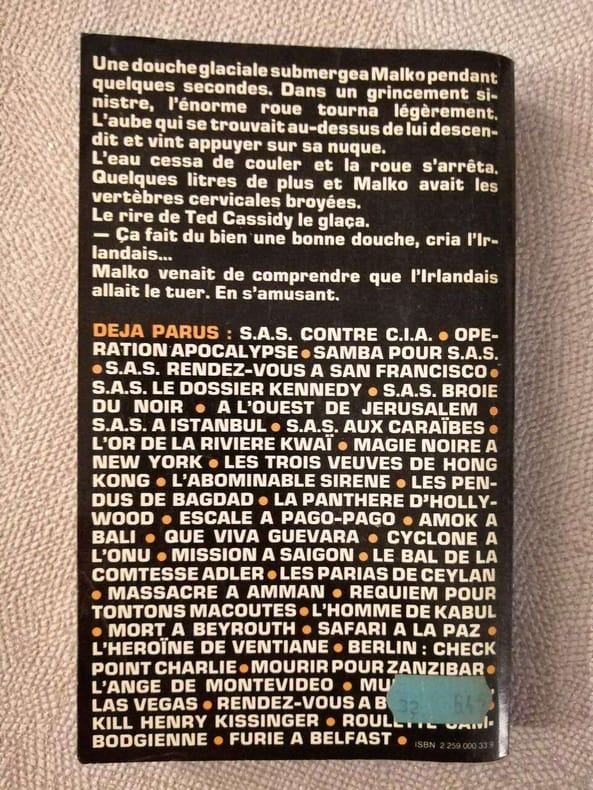 Une douche glaciale submergea Malko pendant
quelques secondes. Dans un grincement si-
nistre, l'énorme roue tourna légèrement.
L'aube qui se trouvait au-dessus de lui descen-
dit et vint appuyer sur sa nuque.
L'eau cessa de couler et la roue s'arrêta.
Quelques litres de plus et Malko avait les
vertèbres cervicales broyées.
Le rire de Ted Cassidy le glaça.
— Ça fait du bien une bonne douche, cria l'Ir-
landais...
Malko venait de comprendre que l'Irlandais
allait le tuer. En s'amusant.
DEJA PARUS : S.A.S. CONTRE C.I.A. • OPE-
RATION APOCALYPSE • SAMBA POUR S.A.S.
• S.A.S. RENDEZ-VOUS A SAN FRANCISCO •
S.A.S. LE DOSSIER KENNEDY • S.A.S. BROIE
DU NOIR • A L'OUEST DE JERUSALEM •
S.A.S. A ISTANBUL • S.A.S. AUX CARAÏBES •
L'OR DE LA RIVIERE KWAÏ • MAGIE NOIRE A
NEW YORK • LES TROIS VEUVES DE HONG
KONG • L'ABOMINABLE SIRENE • LES PEN-
DUS DE BAGDAD • LA PANTHERE D'HOLLY-
WOOD • ESCALE A PAGO-PAGO • AMOK A
BALI • QUE VIVA GUEVARA • CYCLONE A
L'ONU • MISSION A SAIGON • LE BAL DE LA
COMTESSE ADLER • LES PARIAS DE CEYLAN
• MASSACRE A AMMAN • REQUIEM POUR
TONTONS MACOUTES • L'HOMME DE KABUL
• MORT A BEYROUTH • SAFARI A LA PAZ •
L'HEROÏNE DE VENTIANE • BERLIN : CHECK
POINT CHARLIE • MOURIR POUR ZANZIBAR •
L'ANGE DE MONTEVIDEO •
LAS VEGAS • RENDEZ-VOUS A
KILL HENRY KISSINGER • ROULETTE CAM-
BODGIENNE • FURIE A BELFAST •
ISBN 2 259 000 33 9